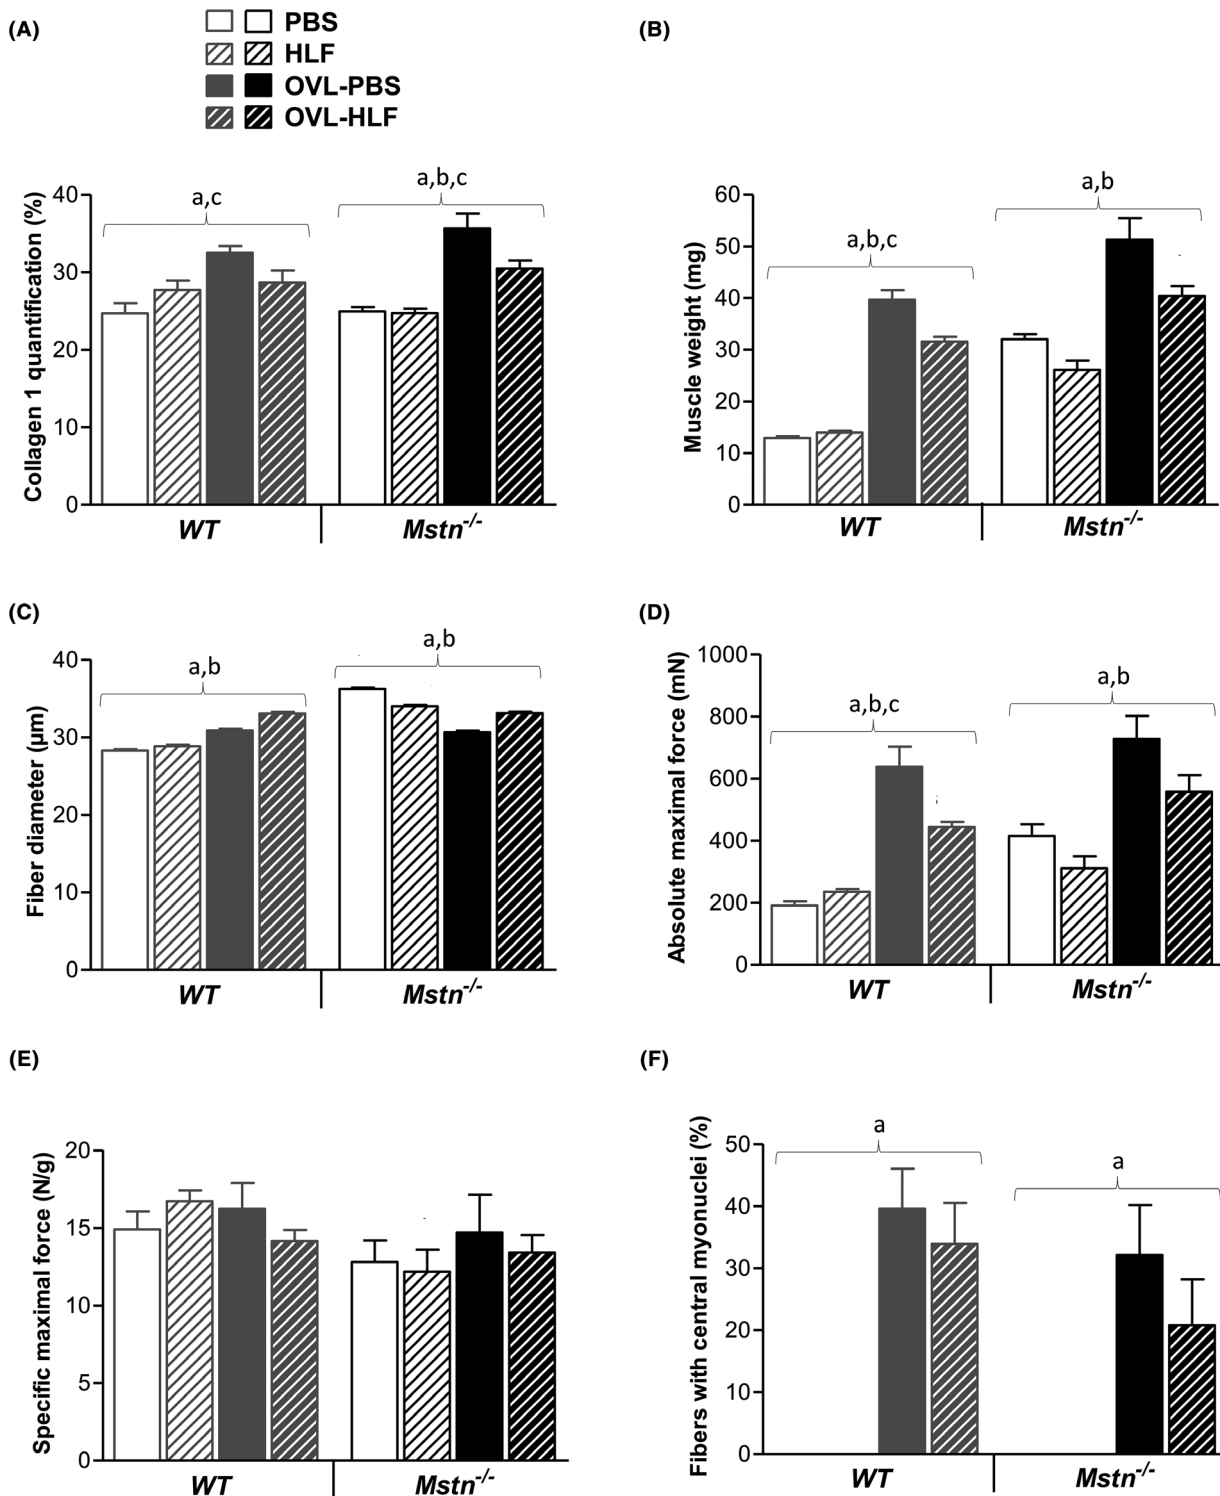 (A)
PBS
HLF
OVL-PBS
OVL-HLF
Collagen 1 quantification (%)
40
30
20
10
0
a,c
a,b,c
WT
Mstn-/-
(B)
Muscle weight (mg)
60
50
40
30
20
10
0
a,b,c
a,b
WT
Mstn-/-
(C)
Fiber diameter (µm)
40
30
20
10
0
a,b
a,b
WT
Mstn-/-
(D)
Absolute maximal force (mN)
1000
800
600
400
200
0
a,b,c
a,b
WT
Mstn-/-
(E)
Specific maximal force (N/g)
20
15
10
5
0
WT
Mstn-/-
(F)
Fibers with central myonuclei (%)
50
40
30
20
10
0
a
a
WT
Mstn-/-